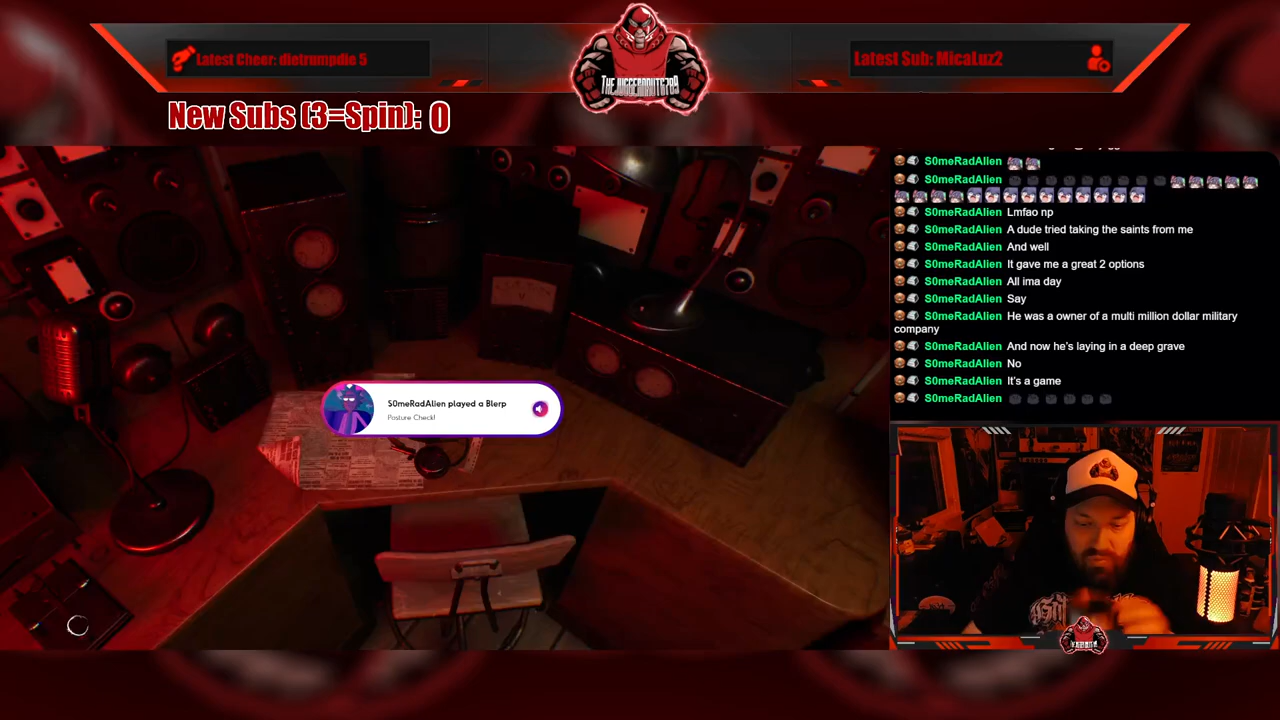 Latest Cheer: dietrumpdie 5
THEJUGGERNAUT6789
Latest Sub: MicaLuz2
New Subs (3=Spin): 0
S0meRadAlien
S0meRadAlien
S0meRadAlien Lmfao np
S0meRadAlien A dude tried taking the saints from me
S0meRadAlien And well
S0meRadAlien It gave me a great 2 options
S0meRadAlien All ima day
S0meRadAlien Say
S0meRadAlien He was a owner of a multi million dollar military
company
S0meRadAlien And now he's laying in a deep grave
S0meRadAlien No
S0meRadAlien It's a game
S0meRadAlien
S0meRadAlien played a Blerp
Posture Check!